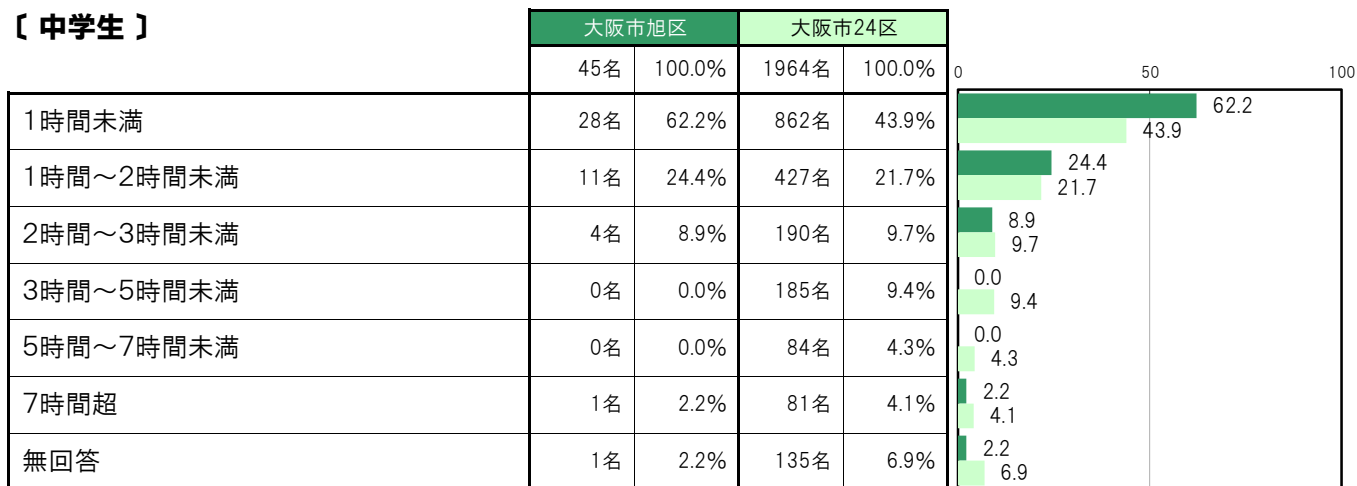 〔 中学生 〕
大阪市旭区 大阪市24区
45名 100.0% 1964名 100.0% 0 50 100
1時間未満 28名 62.2% 862名 43.9% 62.2
43.9
1時間～2時間未満 11名 24.4% 427名 21.7% 24.4
21.7
2時間～3時間未満 4名 8.9% 190名 9.7% 8.9
9.7
3時間～5時間未満 0名 0.0% 185名 9.4% 0.0
9.4
5時間～7時間未満 0名 0.0% 84名 4.3% 0.0
4.3
7時間超 1名 2.2% 81名 4.1% 2.2
4.1
無回答 1名 2.2% 135名 6.9% 2.2
6.9